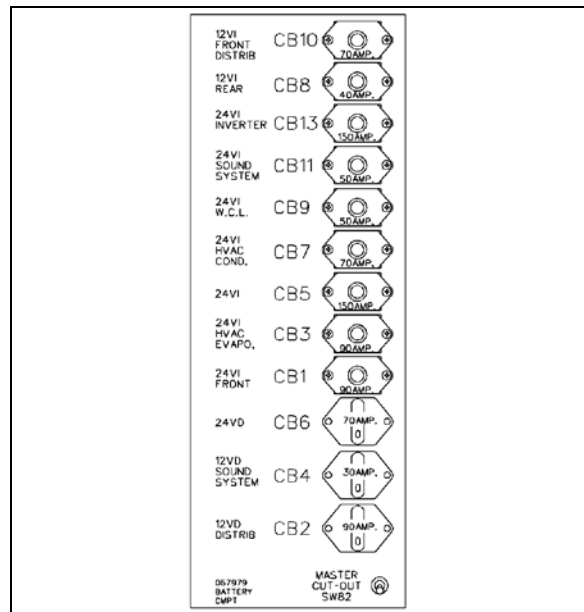 12VI
FRONT
DISTRIB
CB10
70AMP.
12VI
REAR
CB8
40AMP.
24VI
INVERTER
CB13
150AMP.
24VI
SOUND
SYSTEM
CB11
50AMP.
24VI
W.C.L.
CB9
50AMP.
24VI
HVAC
COND.
CB7
70AMP.
24VI
CB5
150AMP.
24VI
HVAC
EVAPO.
CB3
90AMP.
24VI
FRONT
CB1
90AMP.
24VD
CB6
70AMP.
0
12VD
SOUND
SYSTEM
CB4
30AMP.
0
12VD
DISTRIB
CB2
90AMP.
0
067979
BATTERY
CMPT
MASTER
CUT-OUT
SW82